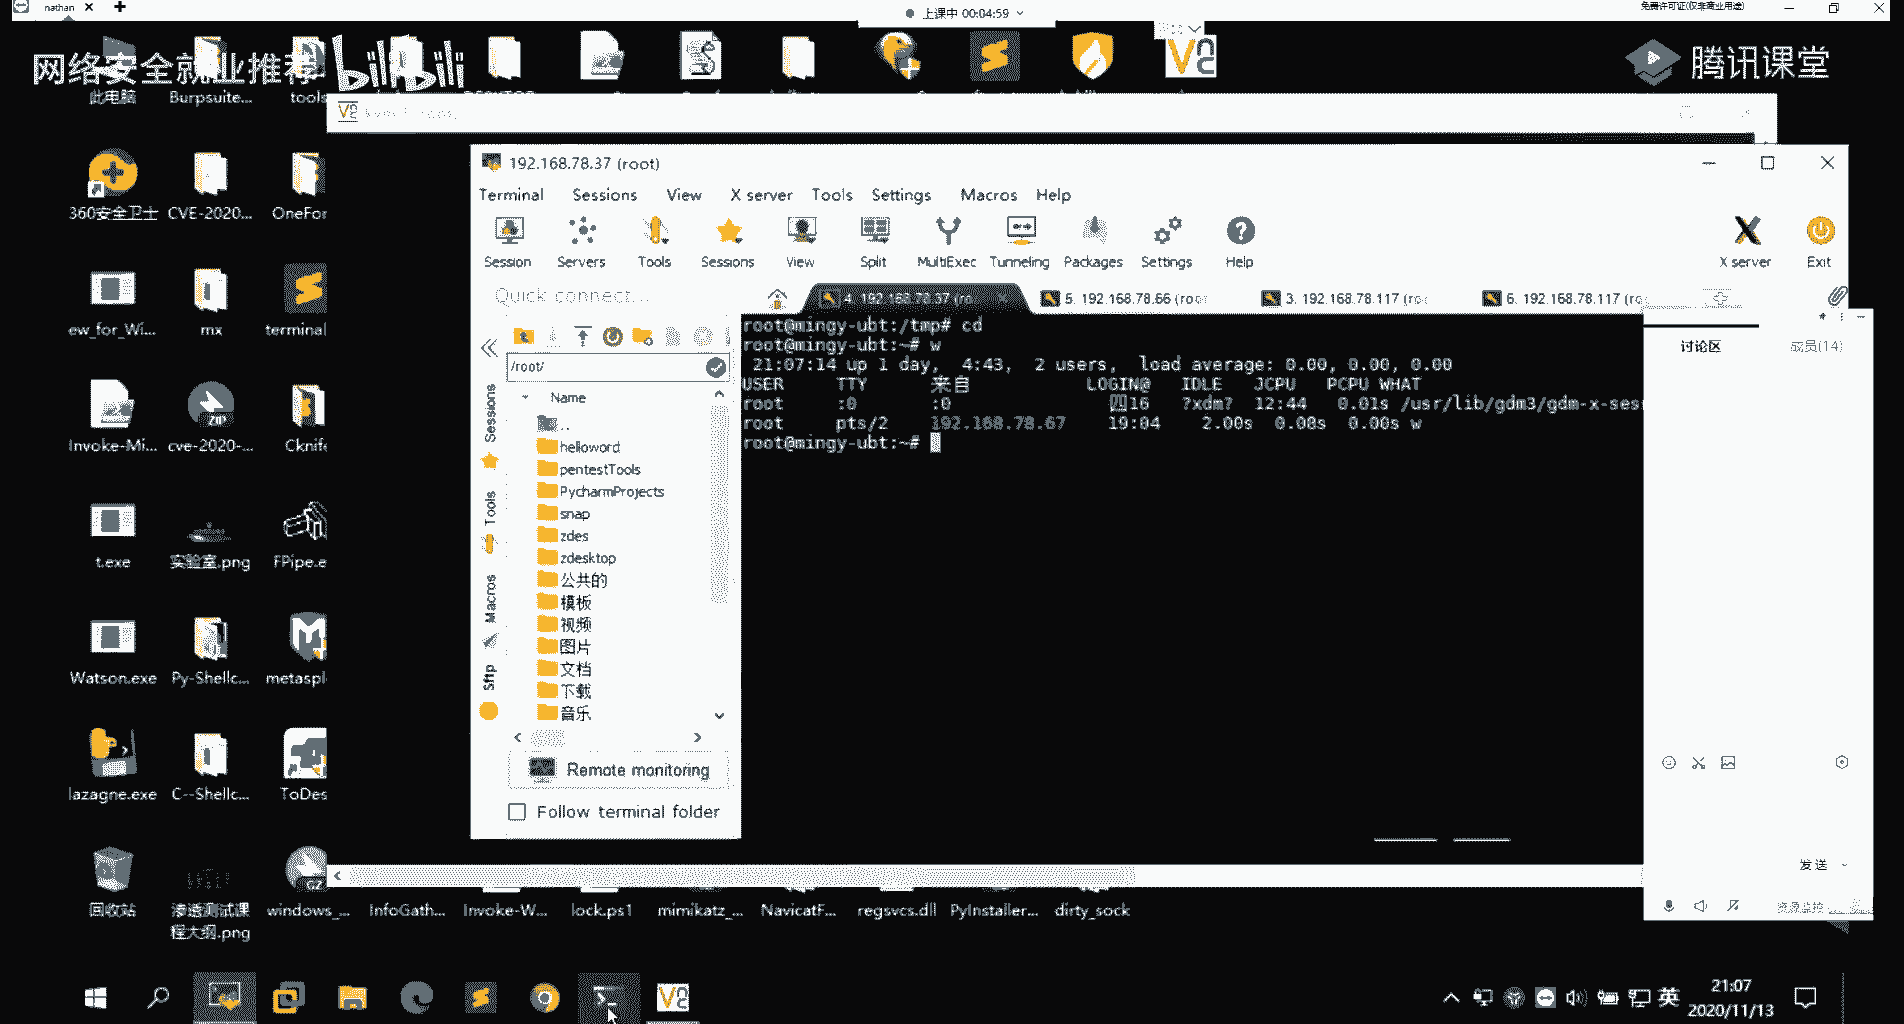 nathan
上课中 00:04:59
免费许可证(仅非商业用途)
网络安全就业推荐 bilibili
腾讯课堂
此电脑
Burpsuite...
tools
192.168.78.37 (root)
Terminal Sessions View X server Tools Settings Macros Help
Session Servers Tools Sessions View Split MultiExec Tunneling Packages Settings Help X server Exit
Quick connect...
4. 192.168.78.37 (ro
5. 192.168.78.66 (roo
3. 192.168.78.117 (ro
6. 192.168.78.117 (ro
/root/
Name
..
helloword
pentestTools
PycharmProjects
snap
zdes
zdesktop
公共的
模板
视频
图片
文档
下载
音乐
Sessions
Tools
Macros
Sftp
Remote monitoring
Follow terminal folder
root@mingy-ubt:/tmp# cd
root@mingy-ubt:~# w
21:07:14 up 1 day, 4:43, 2 users, load average: 0.00, 0.00, 0.00
USER TTY 来自 LOGIN@ IDLE JCPU PCPU WHAT
root :0 :0 四16 ?xdm? 12:44 0.01s /usr/lib/gdm3/gdm-x-ses
root pts/2 192.168.78.67 19:04 2.00s 0.08s 0.00s w
root@mingy-ubt:~#
讨论区 成员(14)
发送
360安全卫士
CVE-2020...
OneFor
ew_for_Wi...
mx
terminal
Invoke-Mi...
cve-2020-...
Cknife
t.exe
实验室.png
FPipe.e
Watson.exe
Py-Shellc...
metaspl
lazagne.exe
C--Shellc...
ToDes
回收站
渗透测试课程大纲.png
windows_...
InfoGath...
Invoke-W...
lock.ps1
mimikatz_...
NavicatF...
regsvcs.dll
PyInstaller...
dirty_sock
英
21:07
2020/11/13